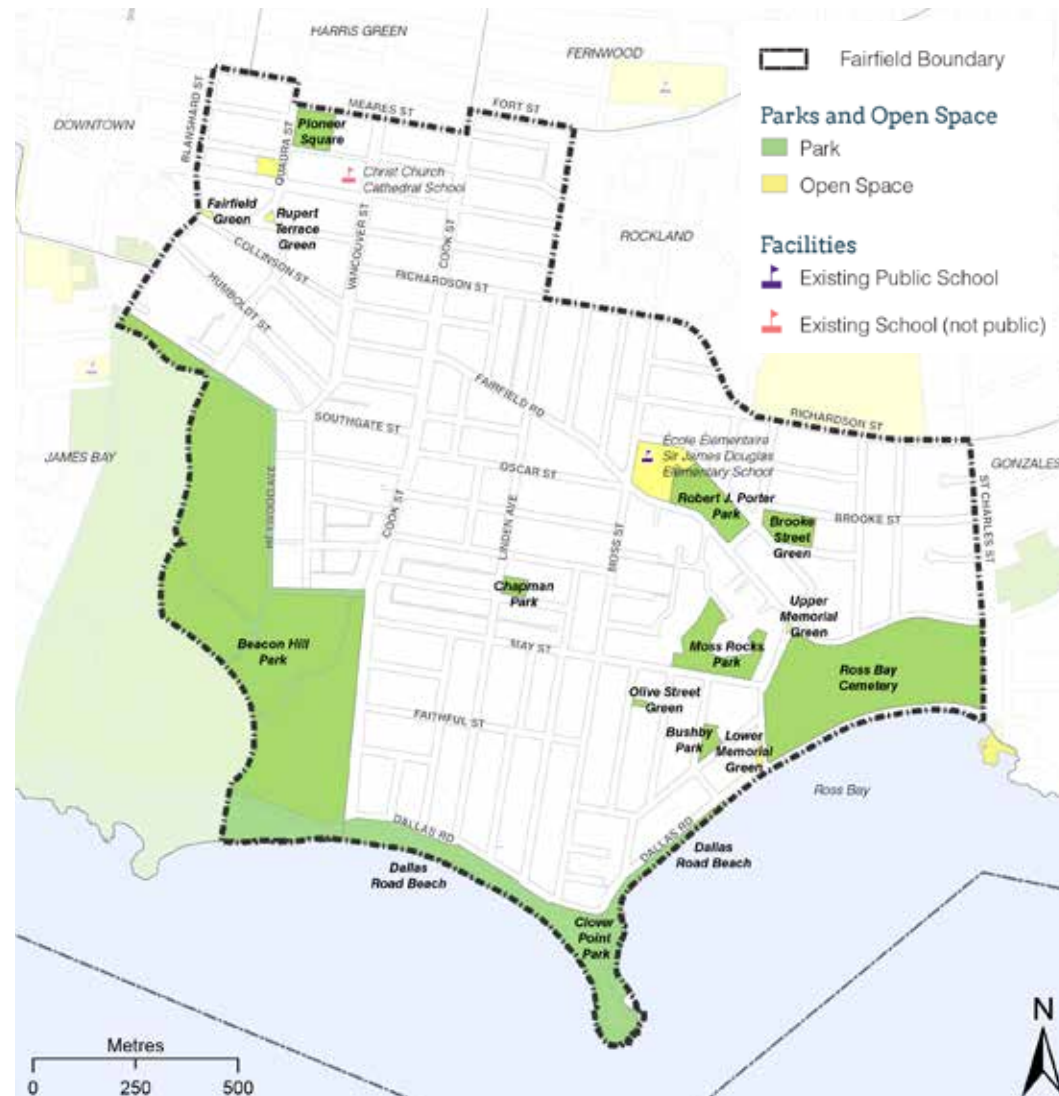 HARRIS GREEN
FERNWOOD
DOWNTOWN
BLANSHARD ST
MEARES ST
FORT ST
Pioneer
Square
QUADRA ST
Christ Church
Cathedral School
Fairfield
Green
Rupert
Terrace
Green
VANCOUVER ST
COOK ST
ROCKLAND
COLLINSON ST
RICHARDSON ST
HUMBOLDT ST
Fairfield Boundary
Parks and Open Space
Park
Open Space
Facilities
Existing Public School
Existing School (not public)
FAIRFIELD RD
RICHARDSON ST
SOUTHGATE ST
École Élementaire
Sir James Douglas
Elementary School
JAMES BAY
GONZALES
OSCAR ST
HEYWOOD AVE
COOK ST
LINDEN AVE
MOSS ST
Robert J. Porter
Park
Brooke
Street
Green
BROOKE ST
ST CHARLES ST
Chapman
Park
Upper
Memorial
Green
Beacon Hill
Park
MAY ST
Moss Rocks
Park
Ross Bay
Cemetery
Olive Street
Green
FAITHFUL ST
Bushby
Park
Lower
Memorial
Green
Ross Bay
DALLAS RD
DALLAS RD
Dallas
Road Beach
Dallas
Road Beach
Clover
Point
Park
N
Metres
0 250 500